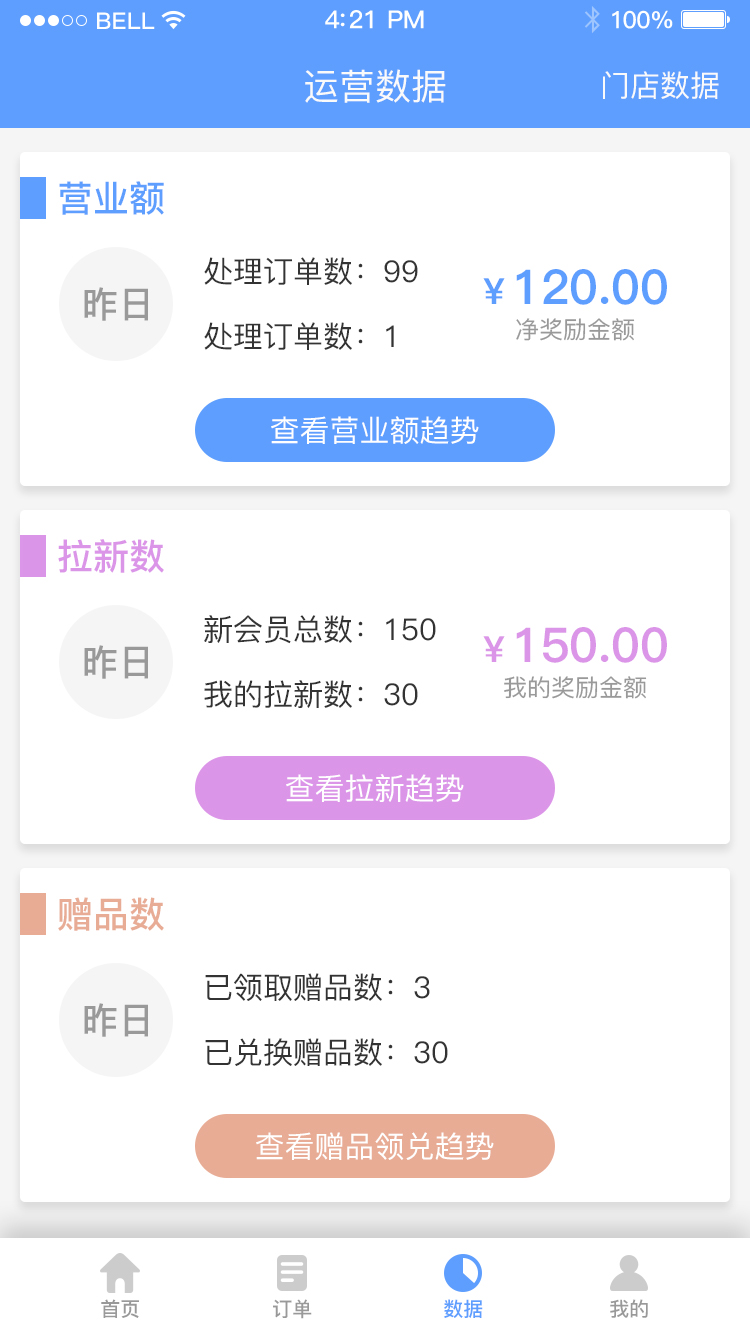 BELL 4:21 PM 100%
运营数据 门店数据
营业额
昨日
处理订单数：99
处理订单数：1
¥120.00
净奖励金额
查看营业额趋势
拉新数
昨日
新会员总数：150
我的拉新数：30
¥150.00
我的奖励金额
查看拉新趋势
赠品数
昨日
已领取赠品数：3
已兑换赠品数：30
查看赠品领兑趋势
首页 订单 数据 我的